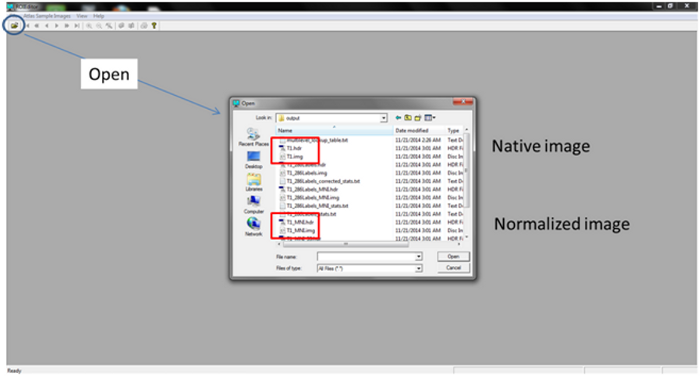 Atlas Sample Images View Help
Open
Open
Look in: output
Name Date modified Type
Recent Places
Desktop
Libraries
Computer
Network
multilevel_lookup_table.txt 11/21/2014 2:26 AM Text D
T1.hdr 11/21/2014 3:01 AM HDR Fi
T1.img 11/21/2014 3:01 AM Disc In
T1_286Labels.hdr 11/21/2014 3:01 AM HDR Fi
T1_286Labels.img 11/21/2014 3:01 AM Disc In
T1_286Labels_corrected_stats.txt 11/21/2014 3:01 AM Text D
T1_286Labels_MNI.hdr 11/21/2014 3:01 AM HDR Fi
T1_286Labels_MNI.img 11/21/2014 3:01 AM Disc In
T1_286Labels_MNI_stats.txt 11/21/2014 3:01 AM Text D
T1_286Labels_stats.txt 11/21/2014 3:01 AM Text D
T1_MNI.hdr 11/21/2014 3:01 AM HDR Fi
T1_MNI.img 11/21/2014 3:01 AM Disc In
File name:
Open
Files of type: All Files (*.*)
Cancel
Native image
Normalized image
Ready